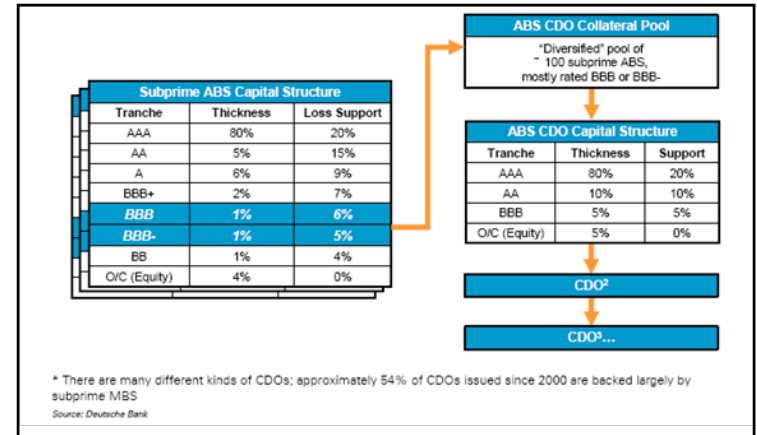 Subprime ABS Capital Structure
Tranche Thickness Loss Support
AAA 80% 20%
AA 5% 15%
A 6% 9%
BBB+ 2% 7%
BBB 1% 6%
BBB- 1% 5%
BB 1% 4%
O/C (Equity) 4% 0%
ABS CDO Collateral Pool
“Diversified” pool of
~ 100 subprime ABS,
mostly rated BBB or BBB-
ABS CDO Capital Structure
Tranche Thickness Support
AAA 80% 20%
AA 10% 10%
BBB 5% 5%
O/C (Equity) 5% 0%
CDO²
CDO³...
* There are many different kinds of CDOs; approximately 54% of CDOs issued since 2000 are backed largely by
subprime MBS
Source: Deutsche Bank